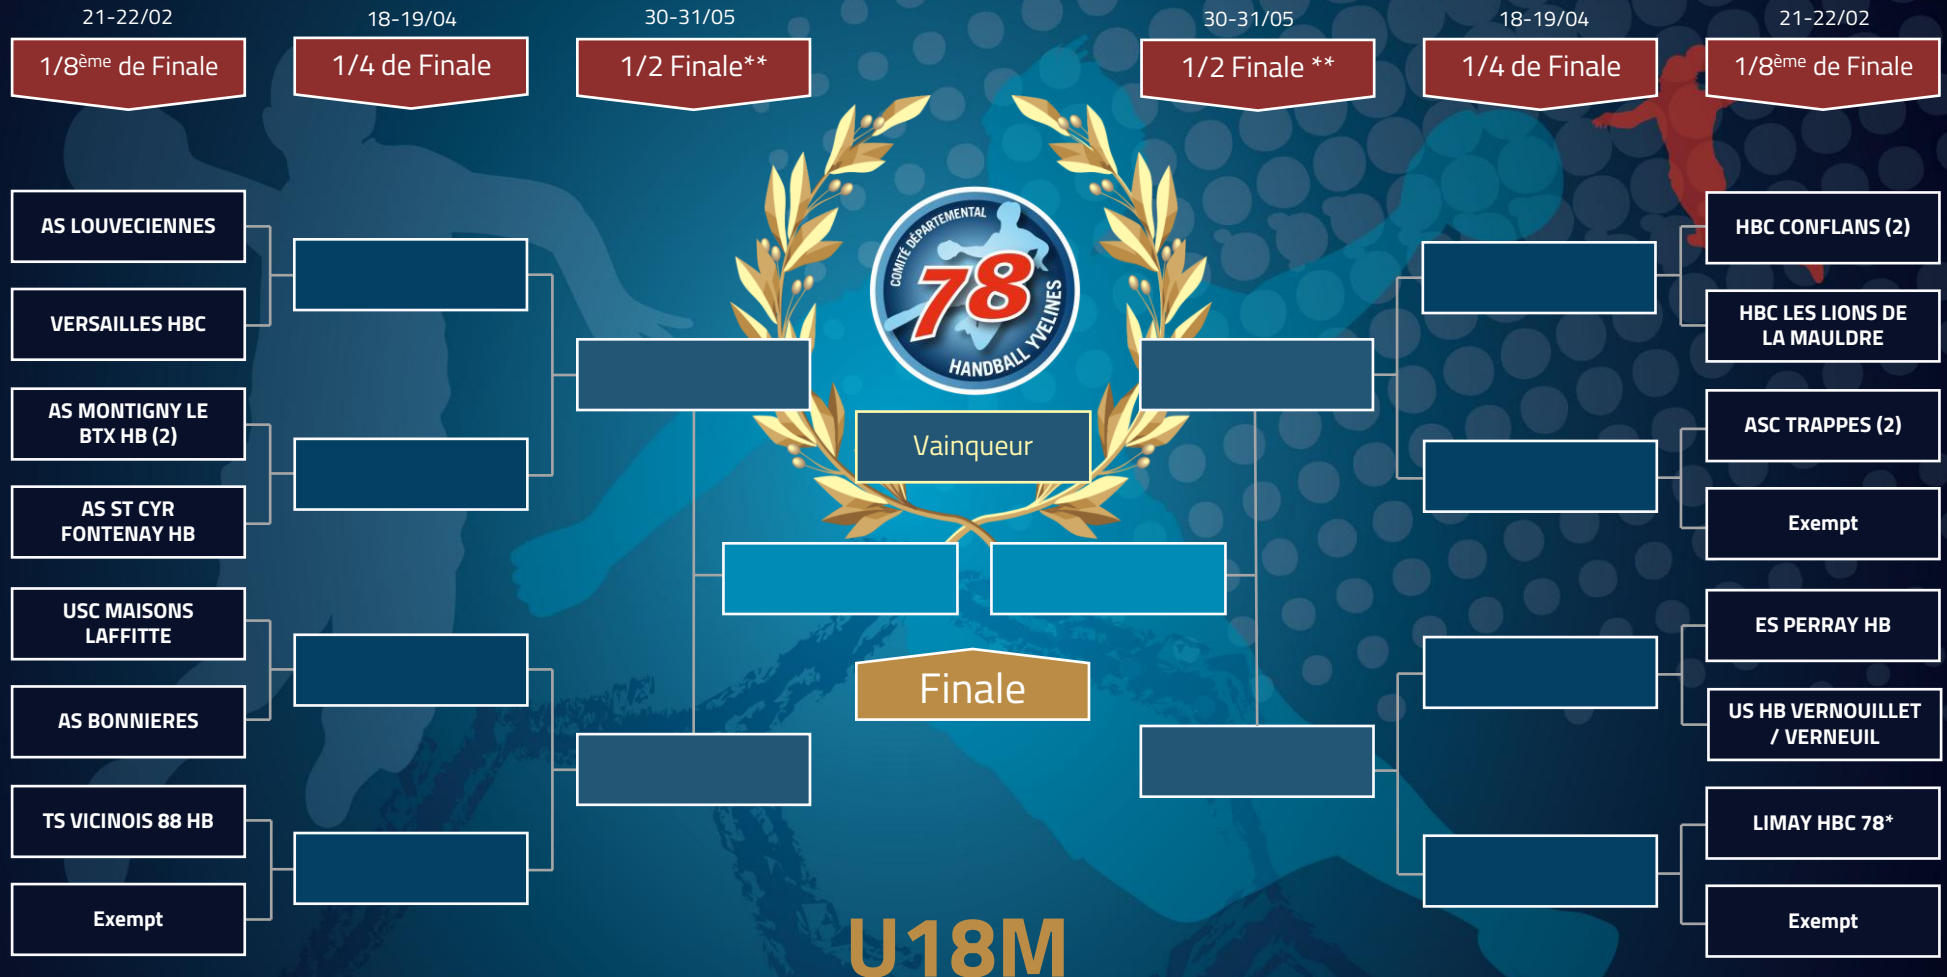 21-22/02
18-19/04
30-31/05
30-31/05
18-19/04
21-22/02
1/8ème de Finale
1/4 de Finale
1/2 Finale**
1/2 Finale **
1/4 de Finale
1/8ème de Finale
AS LOUVECIENNES
VERSAILLES HBC
AS MONTIGNY LE
BTX HB (2)
AS ST CYR
FONTENAY HB
USC MAISONS
LAFFITTE
AS BONNIERES
TS VICINOIS 88 HB
Exempt
COMITÉ DÉPARTEMENTAL
78
HANDBALL YVELINES
Vainqueur
Finale
U18M
HBC CONFLANS (2)
HBC LES LIONS DE
LA MAULDRE
ASC TRAPPES (2)
Exempt
ES PERRAY HB
US HB VERNOUILLET
/ VERNEUIL
LIMAY HBC 78*
Exempt